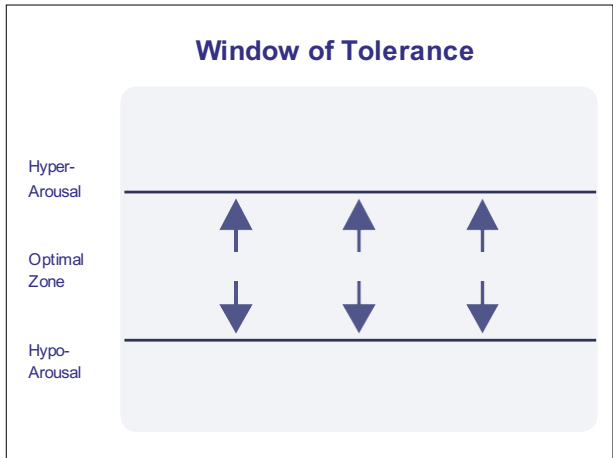 Window of Tolerance
Hyper-
Arousal
Optimal
Zone
Hypo-
Arousal